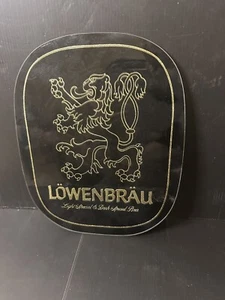 LÖWENBRÄU
Light Special & Dark Special Beer